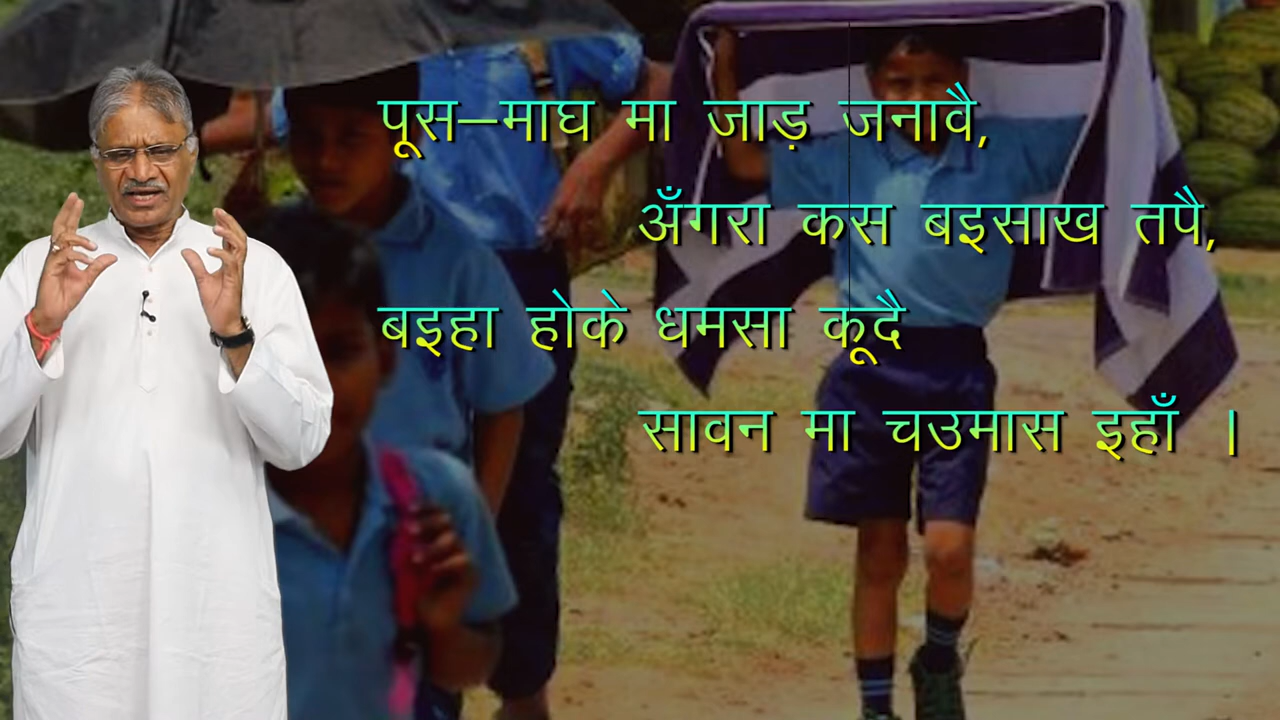 पूस–माघ मा जाड़ जनावै,
अँगरा कस बइसाख तपै,
बइहा होके धमसा कूदै
सावन मा चउमास इहाँ ।